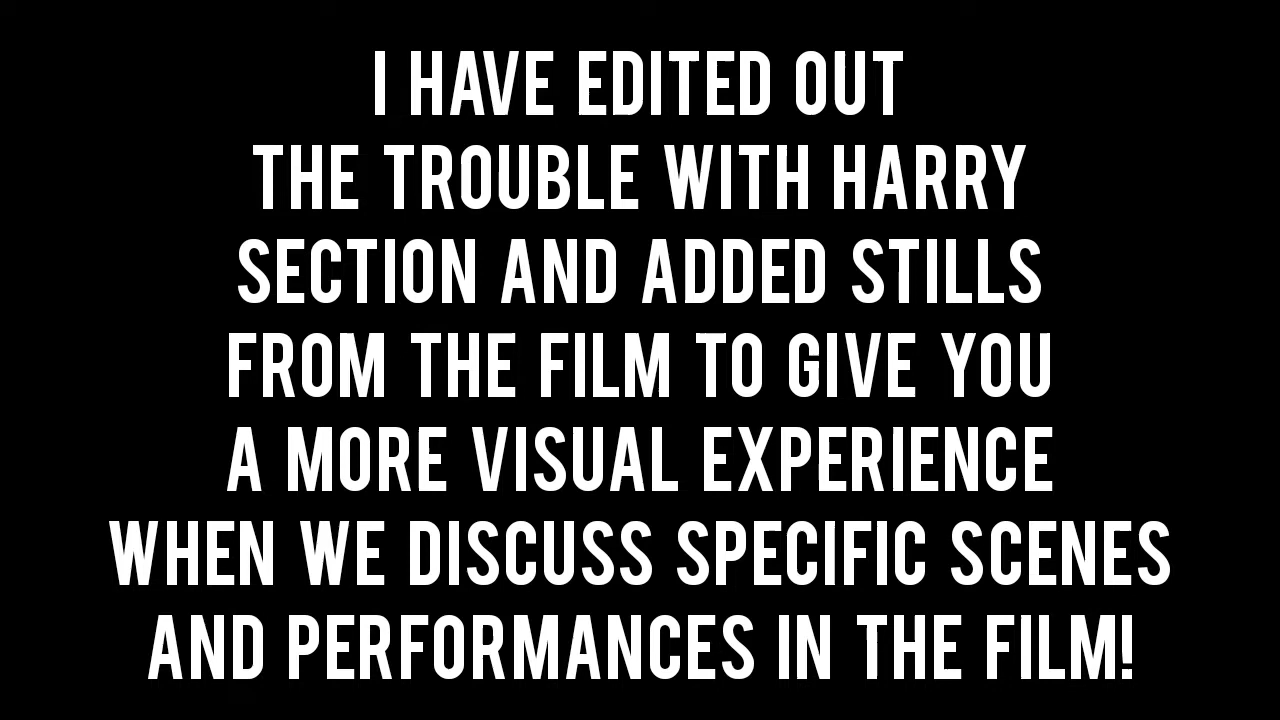 I HAVE EDITED OUT
THE TROUBLE WITH HARRY
SECTION AND ADDED STILLS
FROM THE FILM TO GIVE YOU
A MORE VISUAL EXPERIENCE
WHEN WE DISCUSS SPECIFIC SCENES
AND PERFORMANCES IN THE FILM!